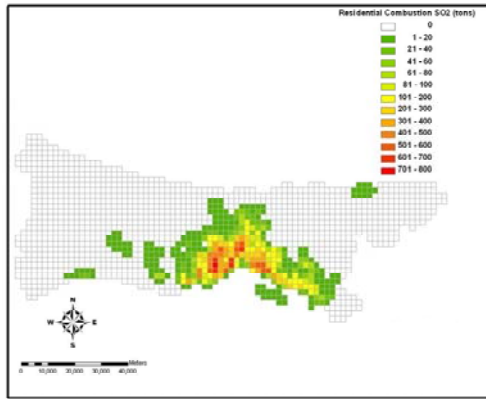 Residential Combustion SO2 (tons)
0
1 - 20
21 - 40
41 - 60
61 - 80
81 - 100
101 - 200
201 - 300
301 - 400
401 - 500
501 - 600
601 - 700
701 - 800
N
W E
S
Meters
0 10,000 20,000 30,000 40,000